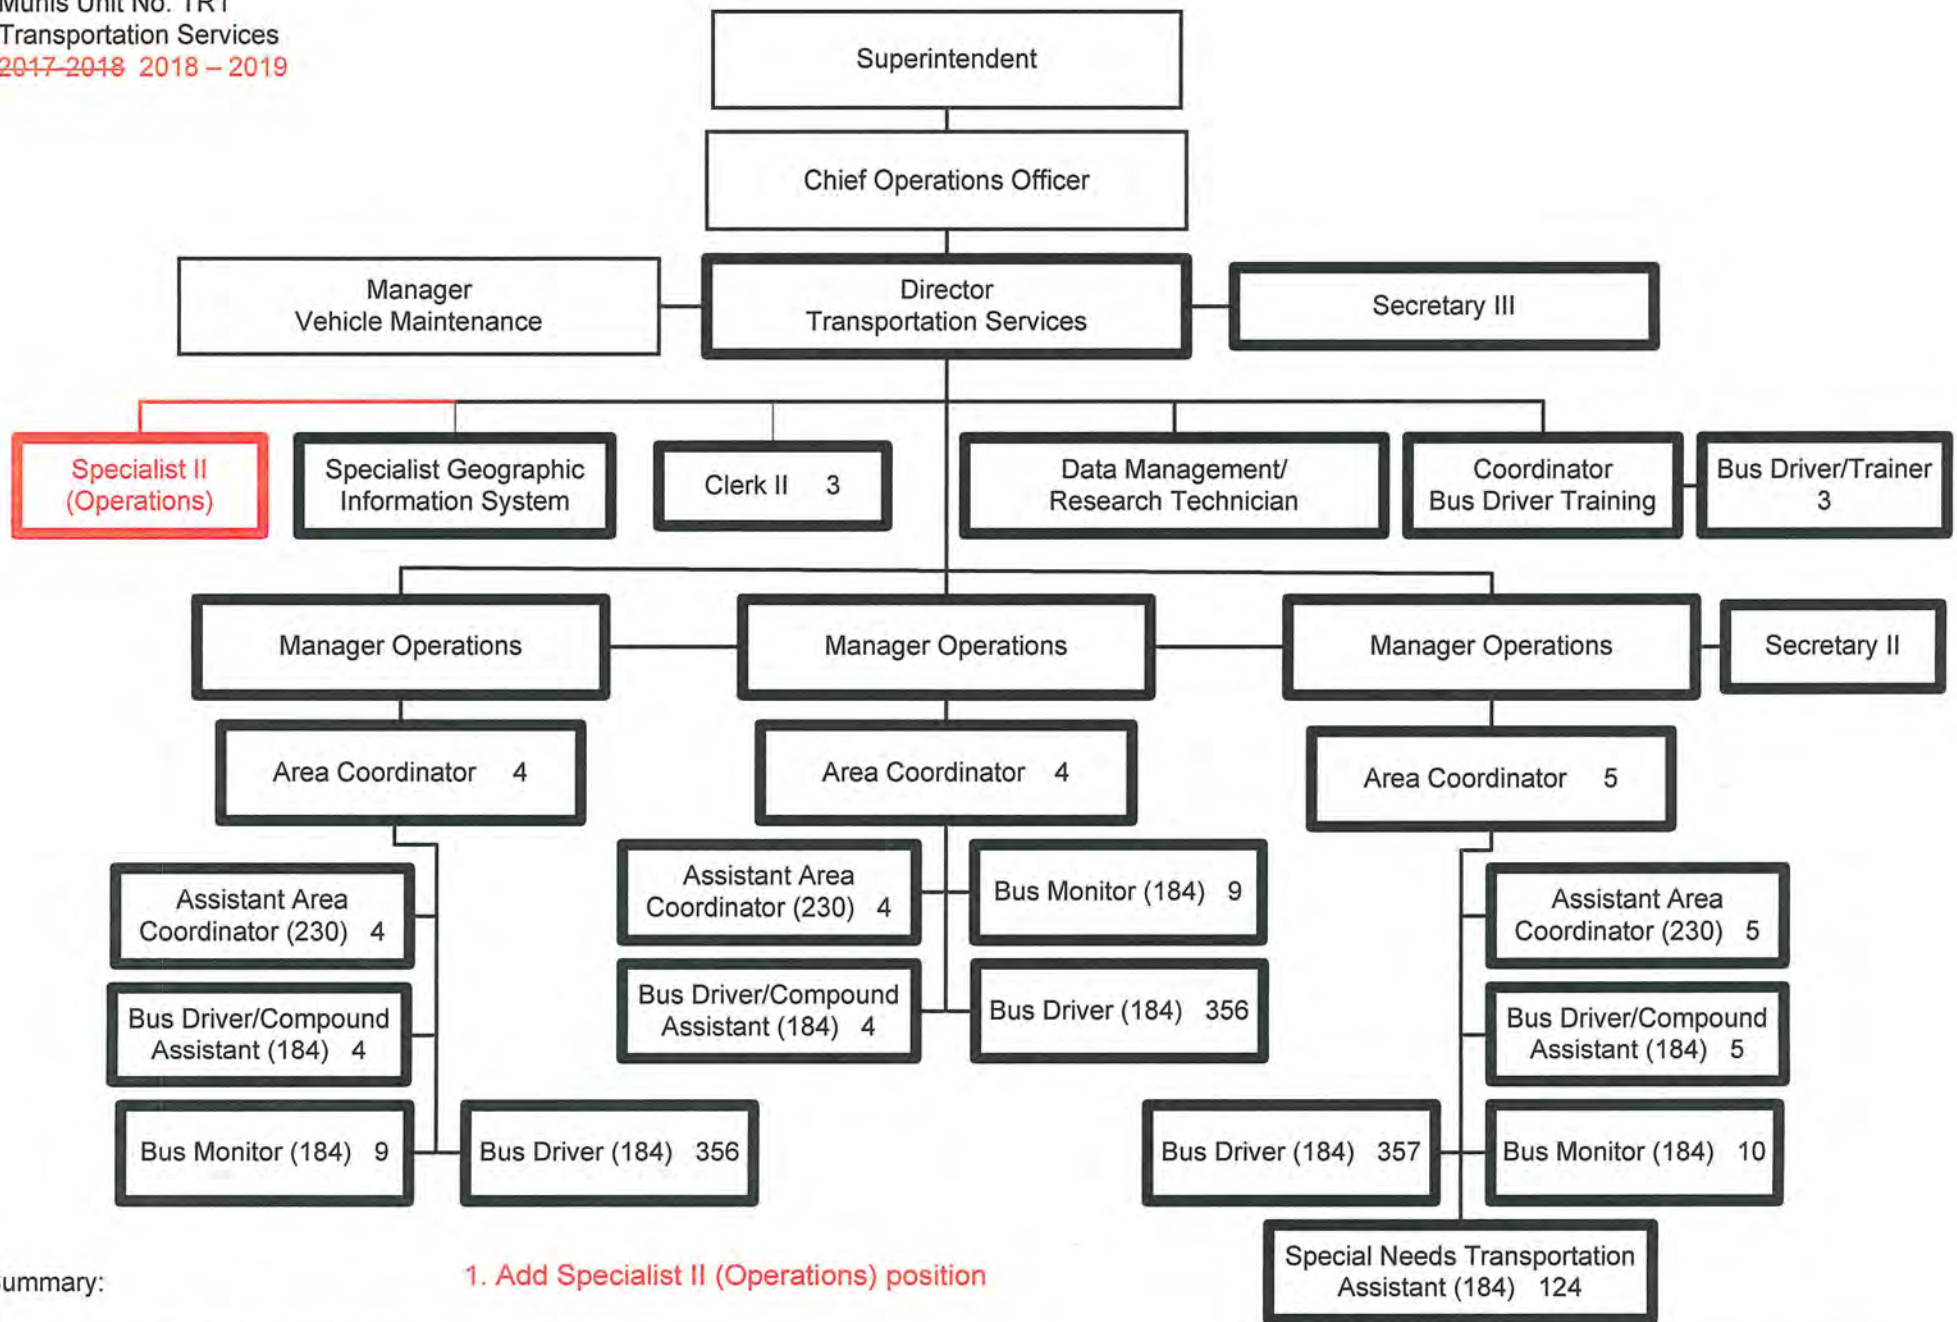 Munis Unit No. TRT
Transportation Services
2017-2018 2018 – 2019
Superintendent
Chief Operations Officer
Manager
Vehicle Maintenance
Director
Transportation Services
Secretary III
Specialist II
(Operations)
Specialist Geographic
Information System
Clerk II 3
Data Management/
Research Technician
Coordinator
Bus Driver Training
Bus Driver/Trainer
3
Manager Operations
Manager Operations
Manager Operations
Secretary II
Area Coordinator 4
Area Coordinator 4
Area Coordinator 5
Assistant Area
Coordinator (230) 4
Bus Driver/Compound
Assistant (184) 4
Bus Monitor (184) 9
Bus Driver (184) 356
Assistant Area
Coordinator (230) 4
Bus Monitor (184) 9
Bus Driver/Compound
Assistant (184) 4
Bus Driver (184) 356
Assistant Area
Coordinator (230) 5
Bus Driver/Compound
Assistant (184) 5
Bus Driver (184) 357
Bus Monitor (184) 10
Special Needs Transportation
Assistant (184) 124
Summary:
1. Add Specialist II (Operations) position